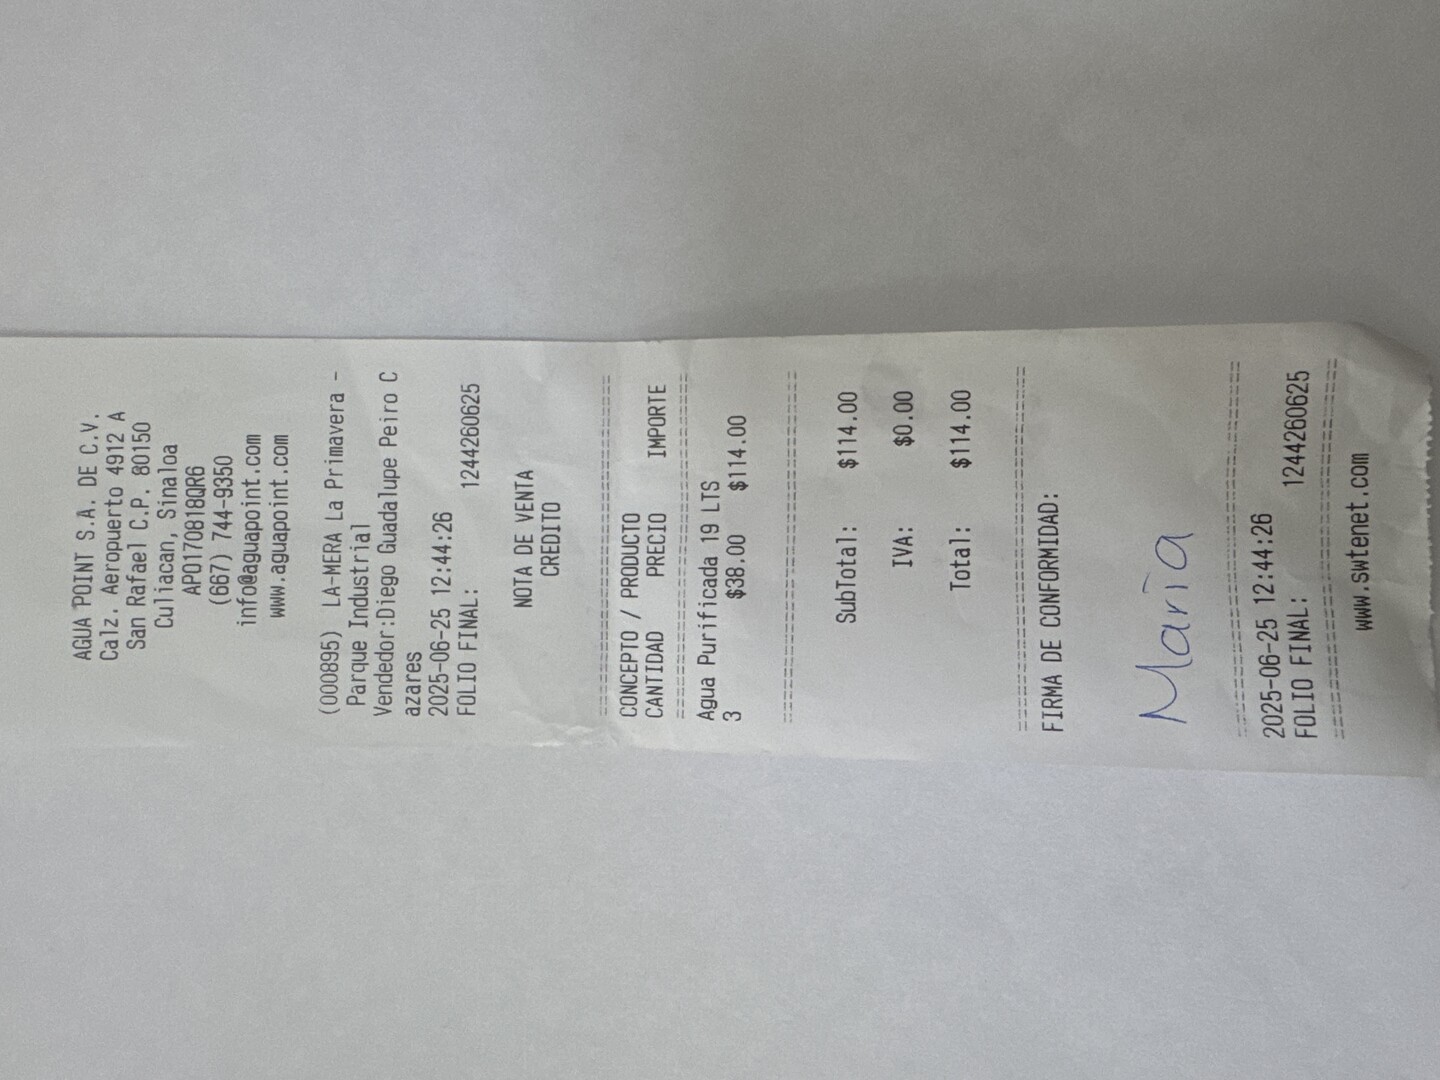 AGUA POINT S.A. DE C.V.
Calz. Aeropuerto 4912 A
San Rafael C.P. 80150
Culiacan, Sinaloa
APO170818QR6
(667) 744-9350
info@aguapoint.com
www.aguapoint.com
(000895) LA-MERA La Primavera -
Parque Industrial
Vendedor:Diego Guadalupe Peiro C
azares
2025-06-25 12:44:26
FOLIO FINAL: 1244260625
NOTA DE VENTA
CREDITO
================================
CONCEPTO / PRODUCTO
CANTIDAD PRECIO IMPORTE
================================
Agua Purificada 19 LTS
3 $38.00 $114.00
================================
SubTotal: $114.00
IVA: $0.00
Total: $114.00
================================
FIRMA DE CONFORMIDAD:
Maria
================================
2025-06-25 12:44:26
FOLIO FINAL: 1244260625
================================
www.swtenet.com